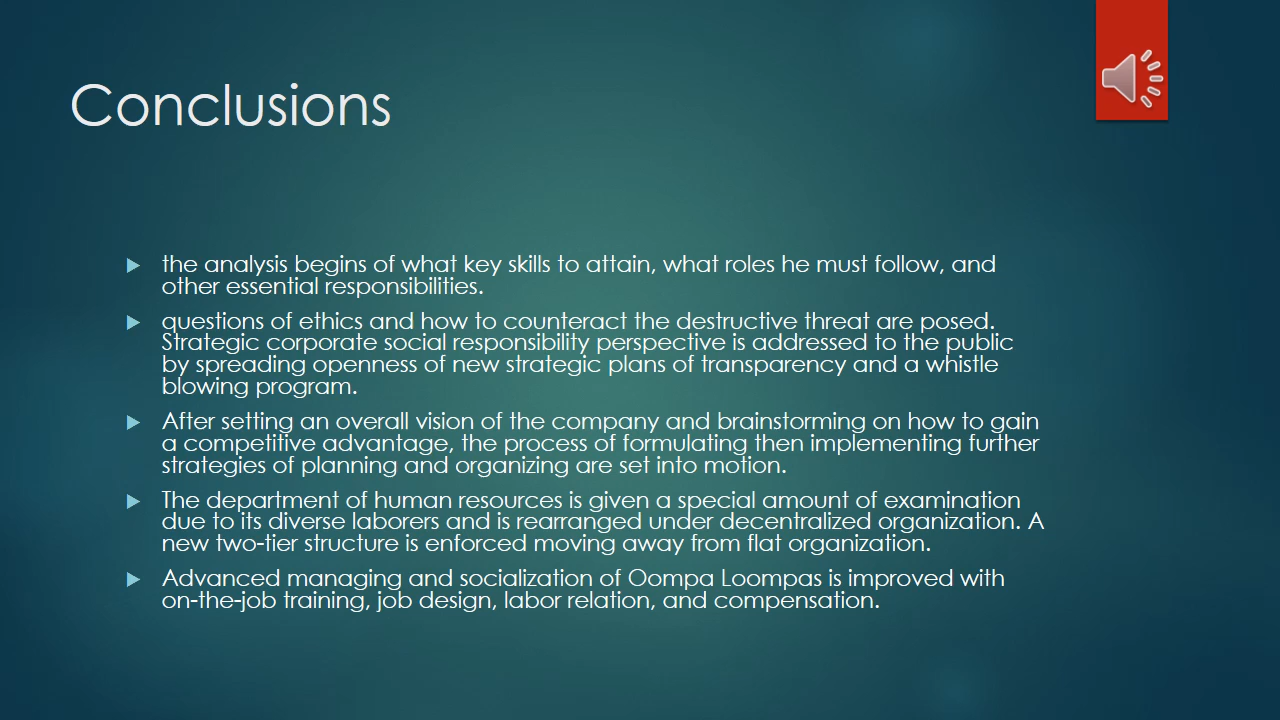 Conclusions
the analysis begins of what key skills to attain, what roles he must follow, and
other essential responsibilities.
questions of ethics and how to counteract the destructive threat are posed.
Strategic corporate social responsibility perspective is addressed to the public
by spreading openness of new strategic plans of transparency and a whistle
blowing program.
After setting an overall vision of the company and brainstorming on how to gain
a competitive advantage, the process of formulating then implementing further
strategies of planning and organizing are set into motion.
The department of human resources is given a special amount of examination
due to its diverse laborers and is rearranged under decentralized organization. A
new two-tier structure is enforced moving away from flat organization.
Advanced managing and socialization of Oompa Loompas is improved with
on-the-job training, job design, labor relation, and compensation.